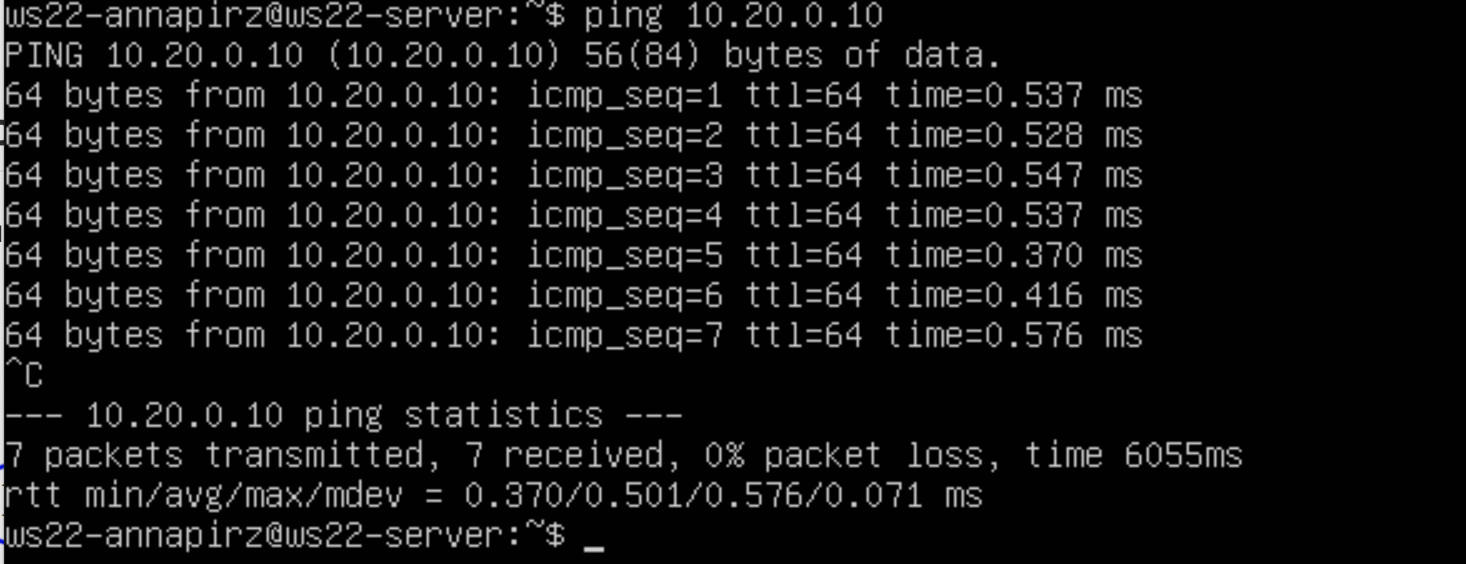 ws22-annapirz@ws22-server:~$ ping 10.20.0.10
PING 10.20.0.10 (10.20.0.10) 56(84) bytes of data.
64 bytes from 10.20.0.10: icmp_seq=1 ttl=64 time=0.537 ms
64 bytes from 10.20.0.10: icmp_seq=2 ttl=64 time=0.528 ms
64 bytes from 10.20.0.10: icmp_seq=3 ttl=64 time=0.547 ms
64 bytes from 10.20.0.10: icmp_seq=4 ttl=64 time=0.537 ms
64 bytes from 10.20.0.10: icmp_seq=5 ttl=64 time=0.370 ms
64 bytes from 10.20.0.10: icmp_seq=6 ttl=64 time=0.416 ms
64 bytes from 10.20.0.10: icmp_seq=7 ttl=64 time=0.576 ms
^C
--- 10.20.0.10 ping statistics ---
7 packets transmitted, 7 received, 0% packet loss, time 6055ms
rtt min/avg/max/mdev = 0.370/0.501/0.576/0.071 ms
ws22-annapirz@ws22-server:~$ _